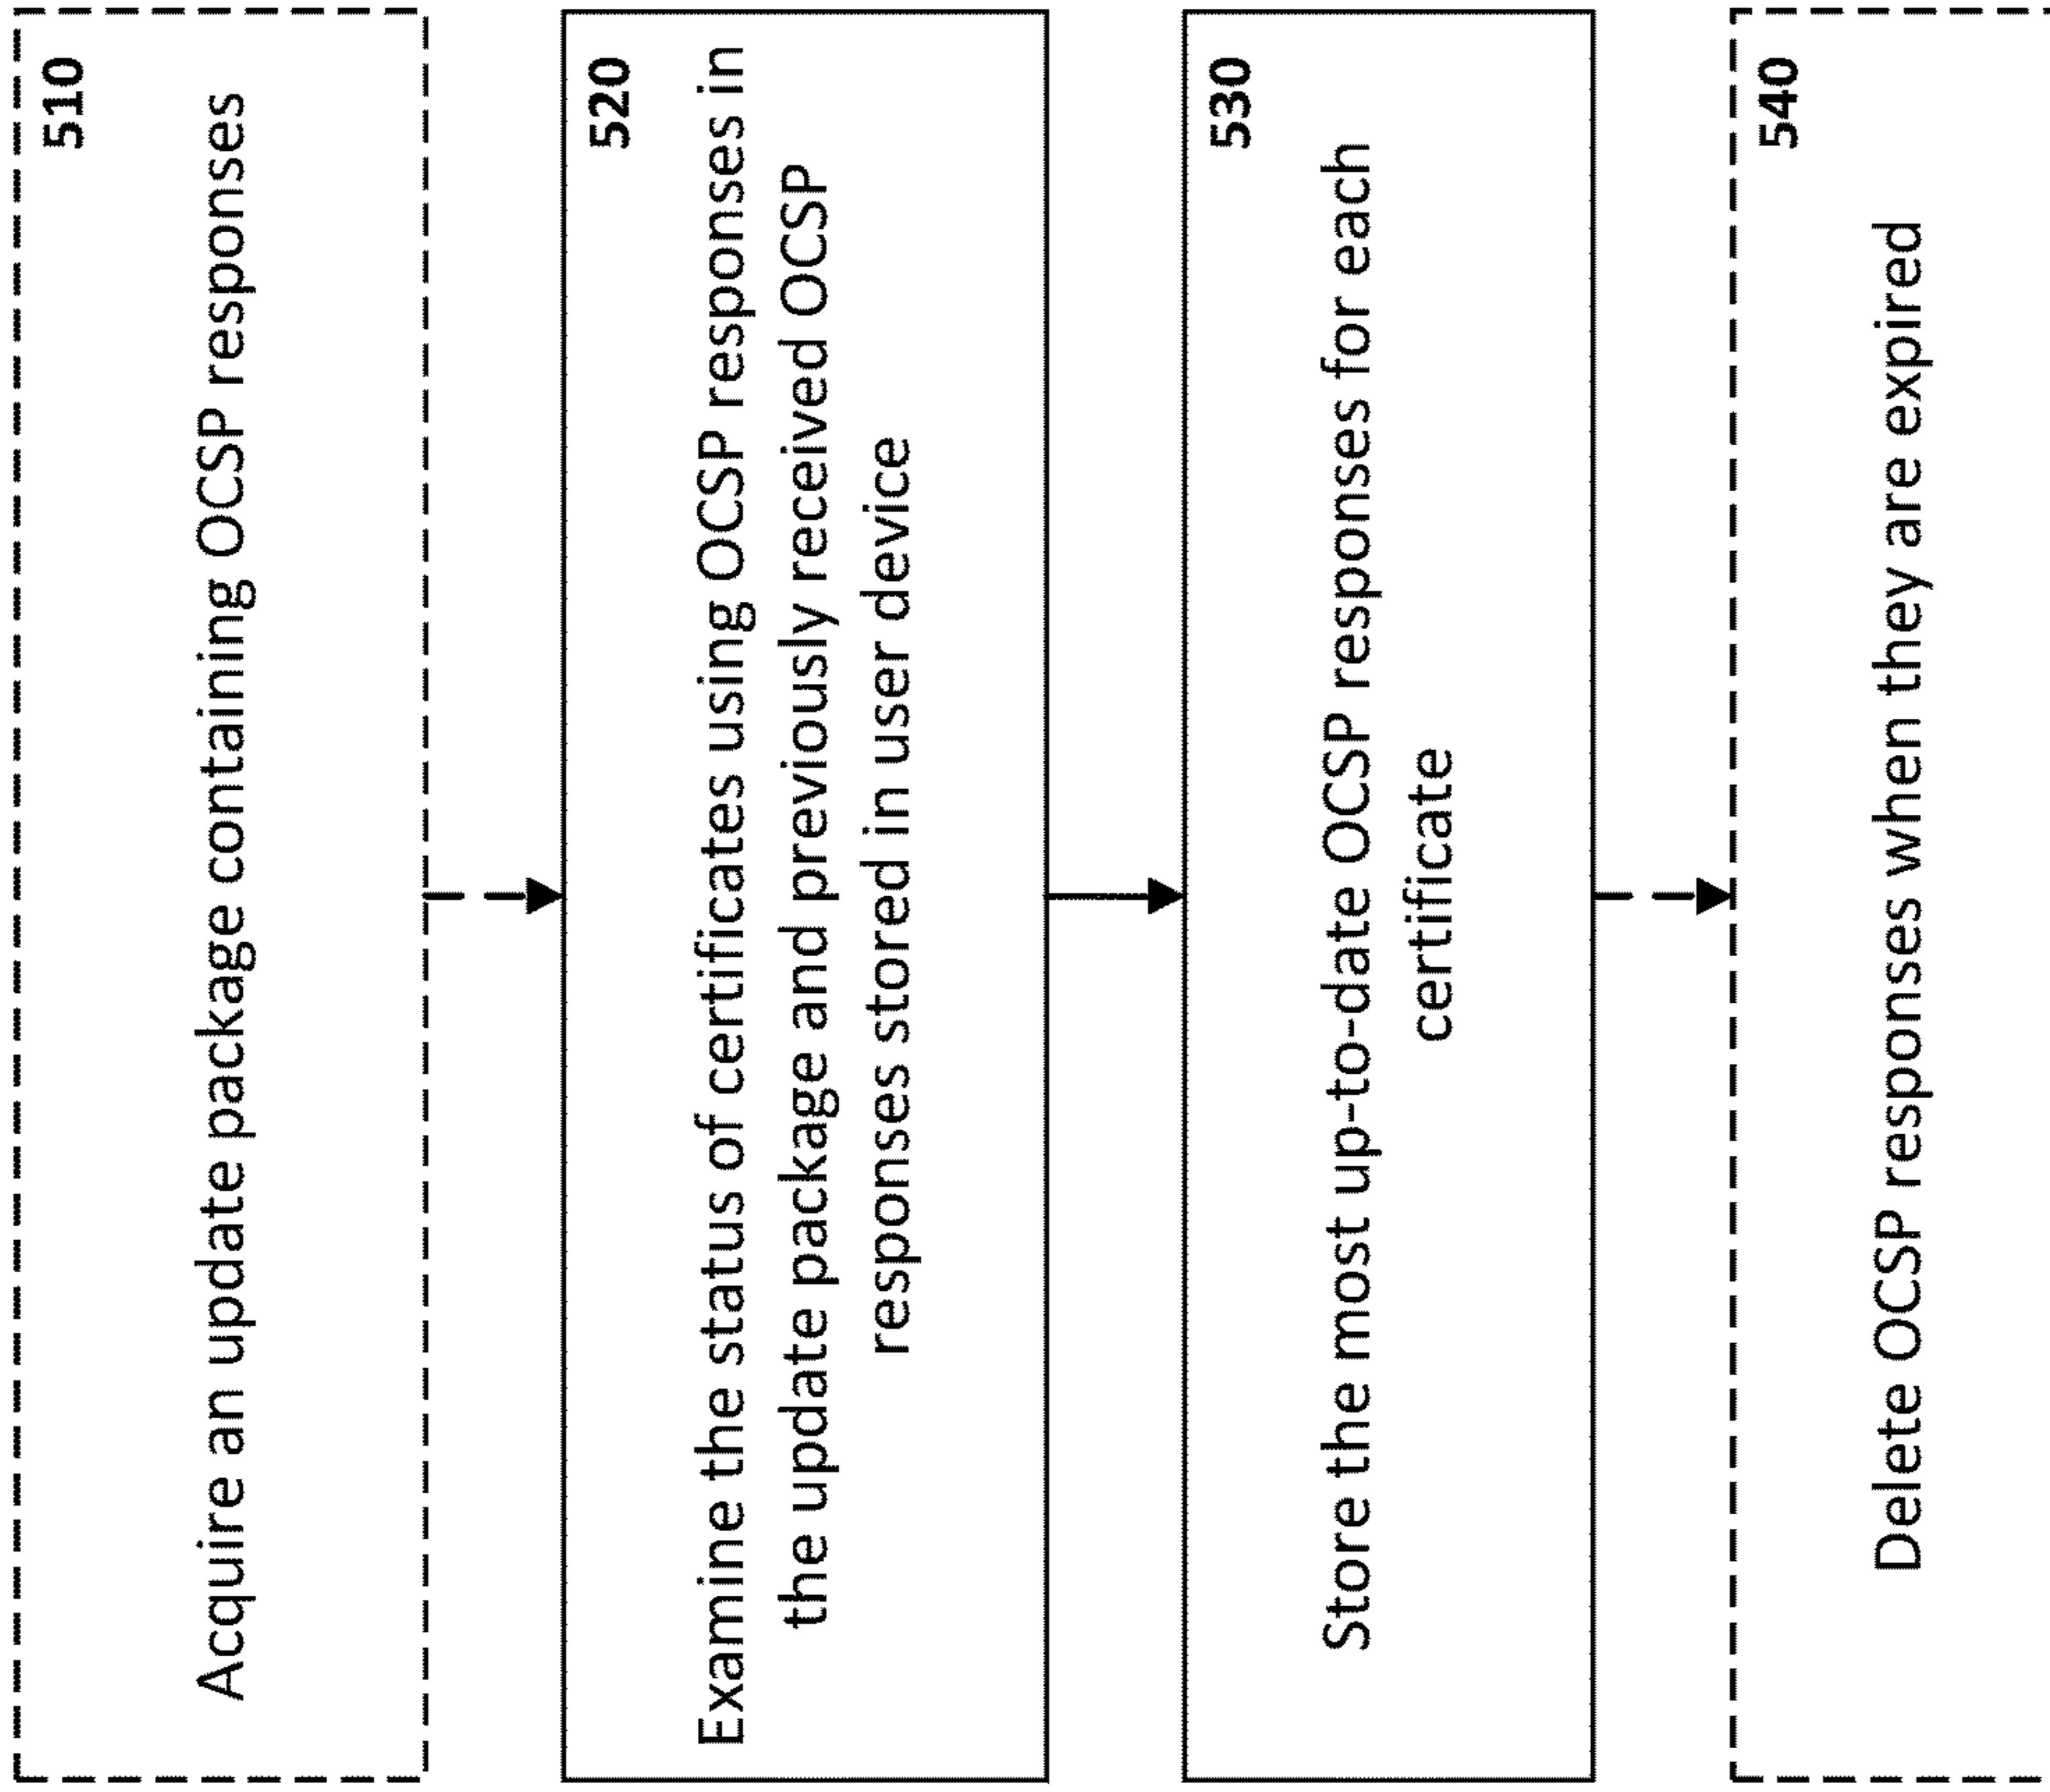 510
Acquire an update package containing OCSP responses
520
Examine the status of certificates using OCSP responses in
the update package and previously received OCSP
responses stored in user device
530
Store the most up-to-date OCSP responses for each
certificate
540
Delete OCSP responses when they are expired